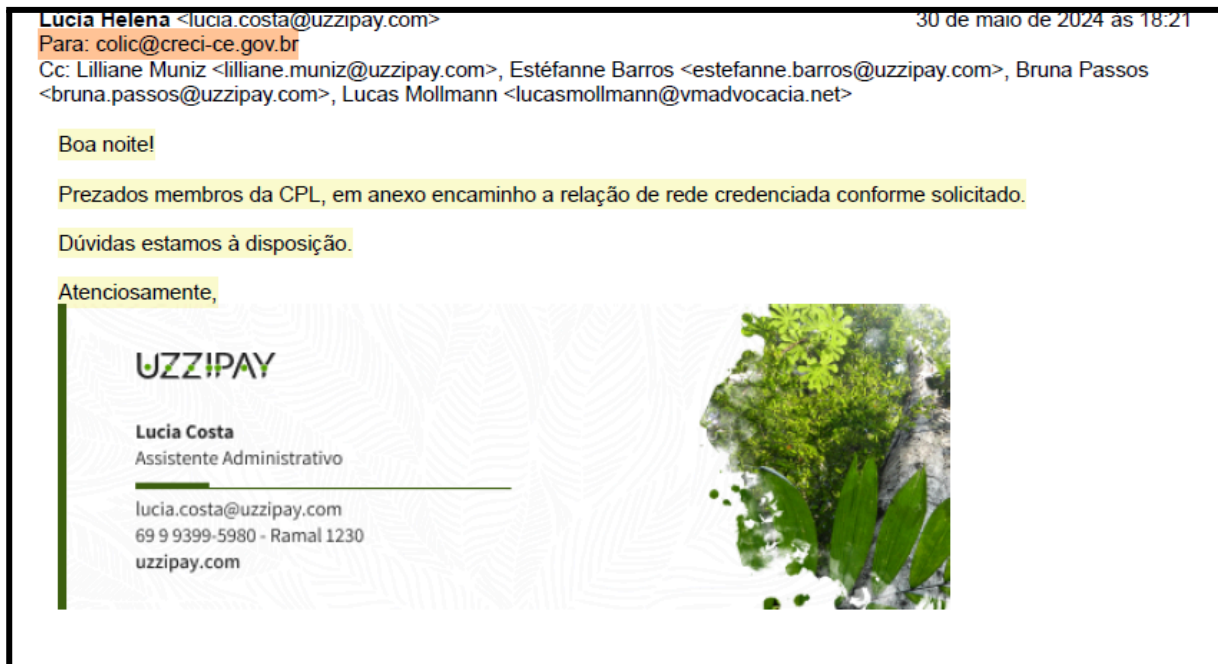 Lúcia Helena <lucia.costa@uzzipay.com> 30 de maio de 2024 às 18:21
Para: colic@creci-ce.gov.br
Cc: Lilliane Muniz <lilliane.muniz@uzzipay.com>, Estéfanne Barros <estefanne.barros@uzzipay.com>, Bruna Passos
<bruna.passos@uzzipay.com>, Lucas Mollmann <lucasmollmann@vmadvocacia.net>
Boa noite!
Prezados membros da CPL, em anexo encaminho a relação de rede credenciada conforme solicitado.
Dúvidas estamos à disposição.
Atenciosamente,
UZZIPAY
Lucia Costa
Assistente Administrativo
lucia.costa@uzzipay.com
69 9 9399-5980 - Ramal 1230
uzzipay.com